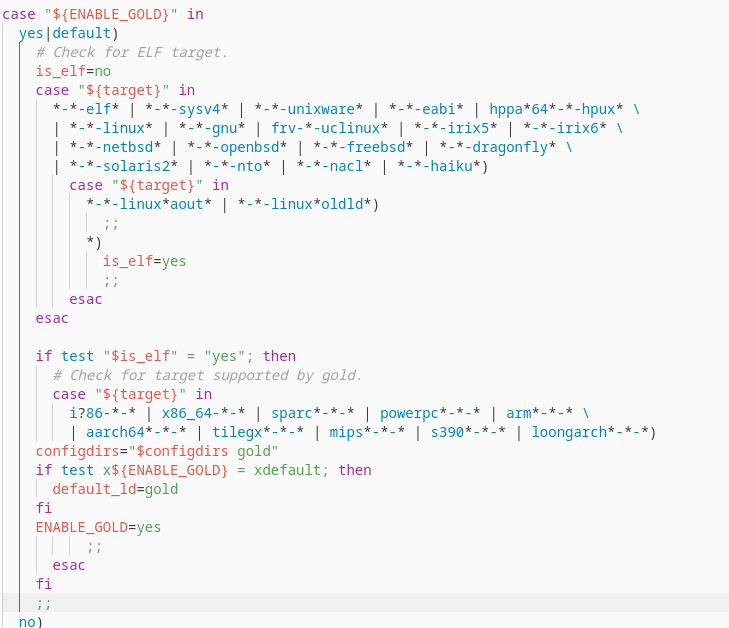 case "${ENABLE_GOLD}" in
  yes|default)
    # Check for ELF target.
    is_elf=no
    case "${target}" in
      *-*-elf* | *-*-sysv4* | *-*-unixware* | *-*-eabi* | hppa*64*-*-hpux* \
      | *-*-linux* | *-*-gnu* | frv-*-uclinux* | *-*-irix5* | *-*-irix6* \
      | *-*-netbsd* | *-*-openbsd* | *-*-freebsd* | *-*-dragonfly* \
      | *-*-solaris2* | *-*-nto* | *-*-nacl* | *-*-haiku*)
        case "${target}" in
          *-*-linux*aout* | *-*-linux*oldld*)
            ;;
          *)
            is_elf=yes
            ;;
        esac
    esac

    if test "$is_elf" = "yes"; then
      # Check for target supported by gold.
      case "${target}" in
        i?86-*-* | x86_64-*-* | sparc*-*-* | powerpc*-*-* | arm*-*-* \
        | aarch64*-*-* | tilegx*-*-* | mips*-*-* | s390*-*-* | loongarch*-*-*)
    configdirs="$configdirs gold"
    if test x${ENABLE_GOLD} = xdefault; then
      default_ld=gold
    fi
    ENABLE_GOLD=yes
          ;;
      esac
    fi
    ;;
  no)